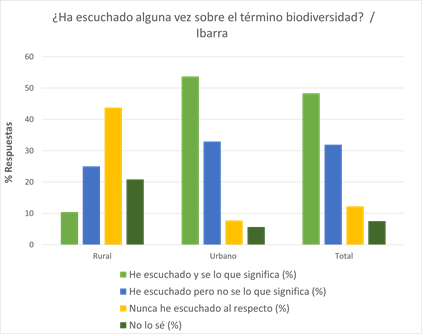 ¿Ha escuchado alguna vez sobre el término biodiversidad?  /
Ibarra
% Respuestas
60
50
40
30
20
10
0
Rural
Urbano
Total
He escuchado y se lo que significa (%)
He escuchado pero no se lo que significa (%)
Nunca he escuchado al respecto (%)
No lo sé (%)